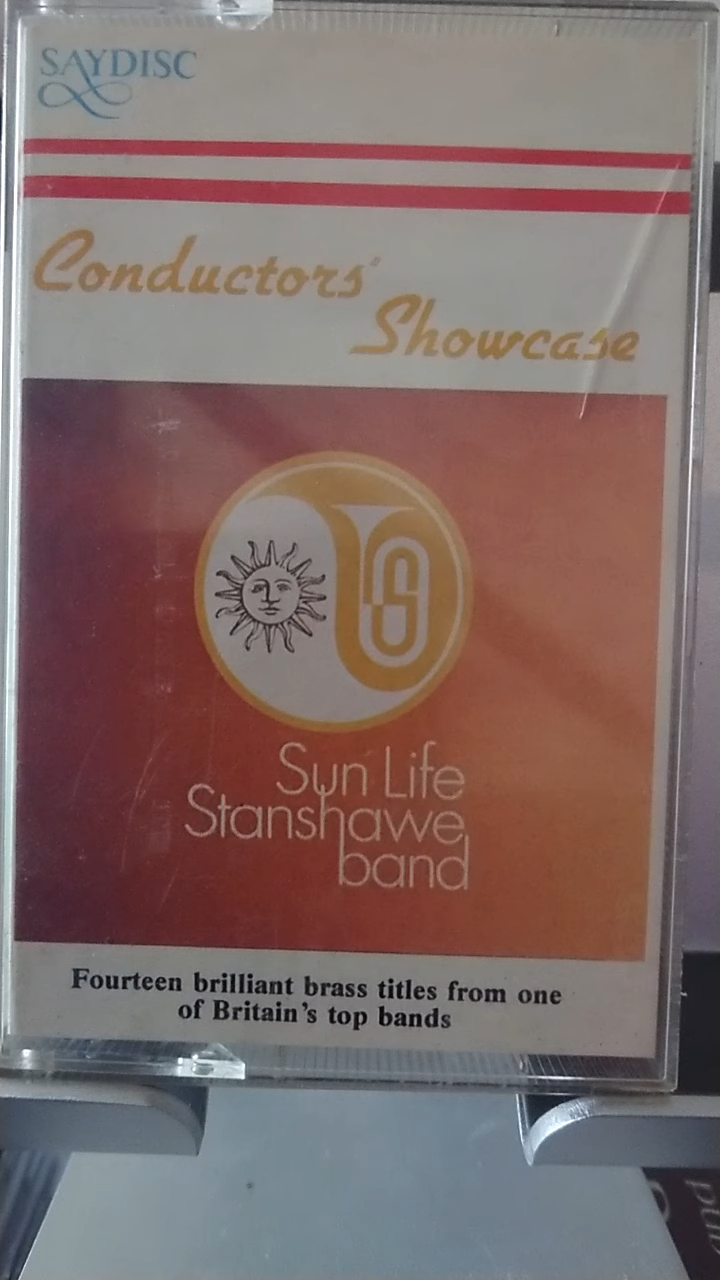 SAYDISC
Conductors'
Showcase
Sun Life
Stanshawe
band
Fourteen brilliant brass titles from one
of Britain's top bands